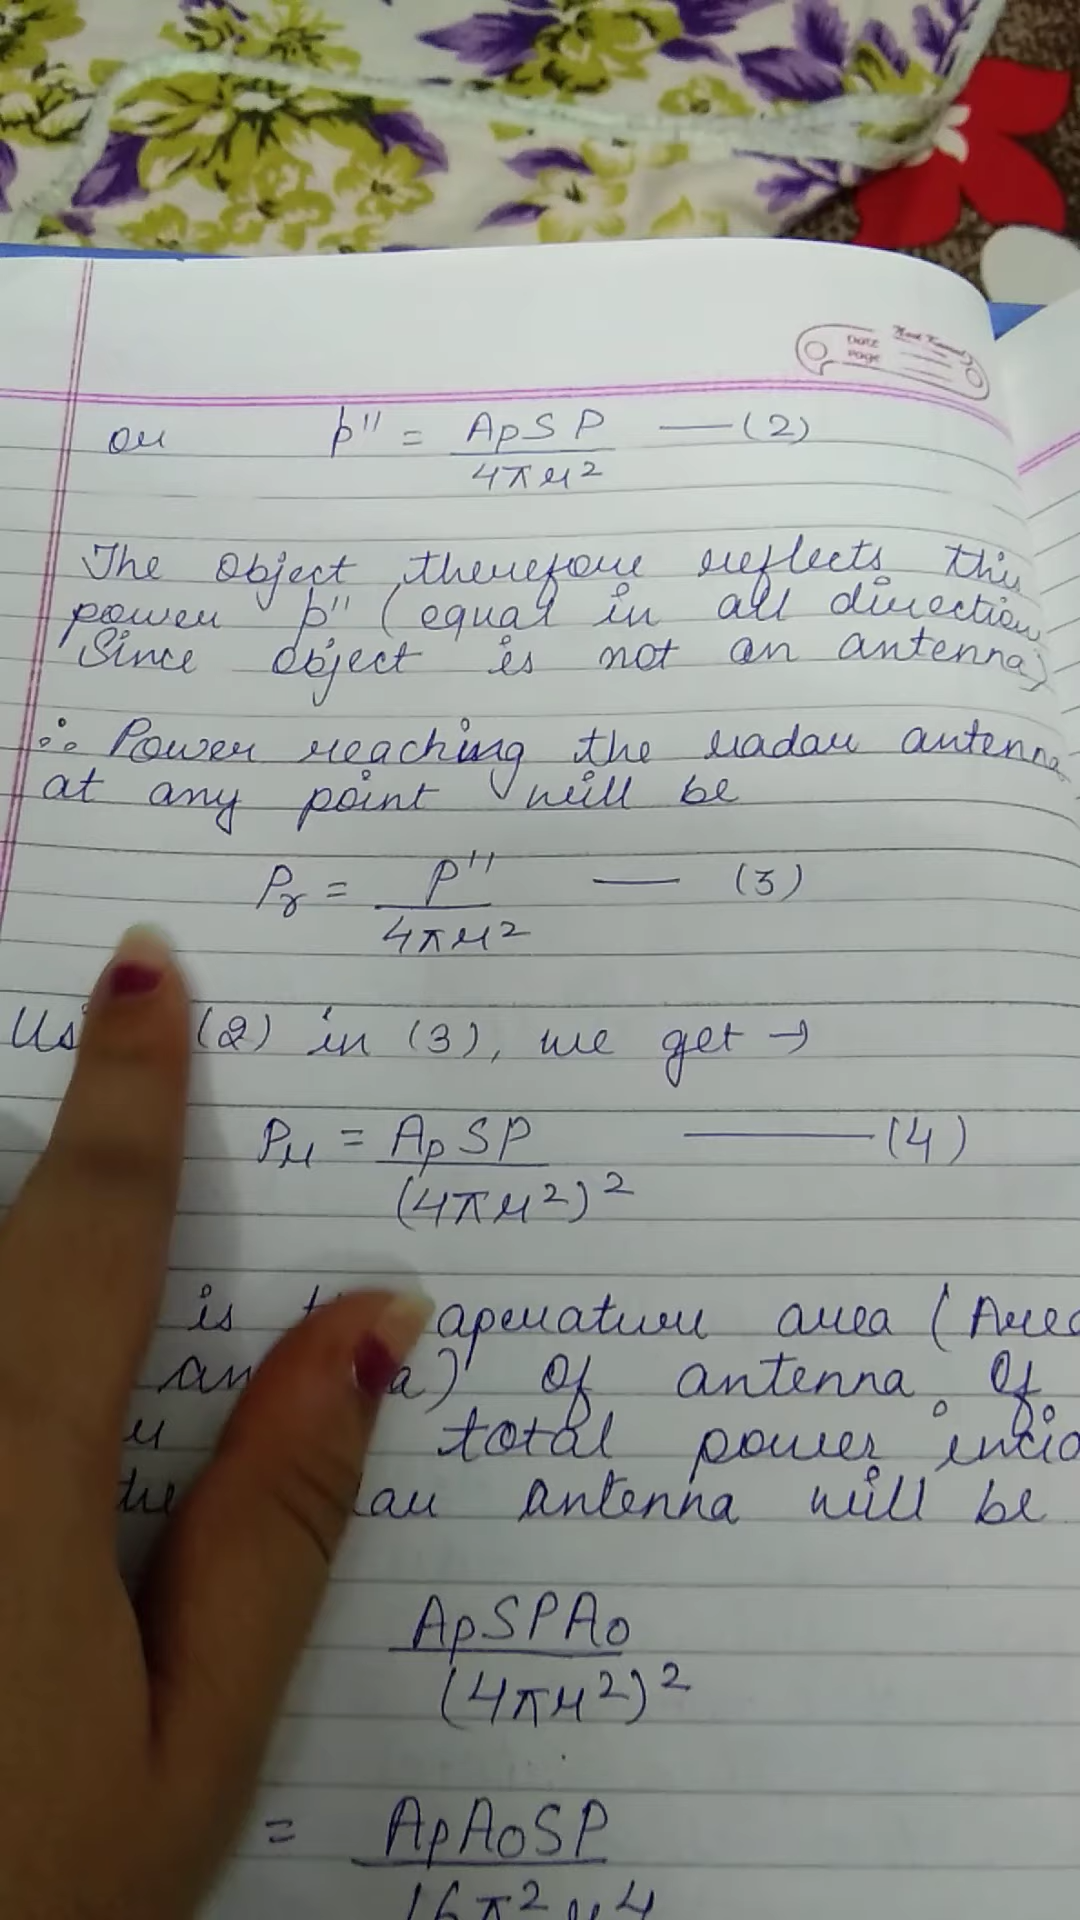 Date
Page
or p" = ApSP / 4πr² — (2)
The object therefore reflects this
power p" (equal in all direction
Since object is not an antenna)
∴ Power reaching the radar antenna
at any point will be
Pr = P" / 4πr² — (3)
(2) in (3), we get →
Pr = ApSP / (4πr²)² — (4)
is aperature area (Area
of antenna. Of
total power
antenna will be
ApSPAo / (4πr²)²
= ApAoSP / 16π²r⁴